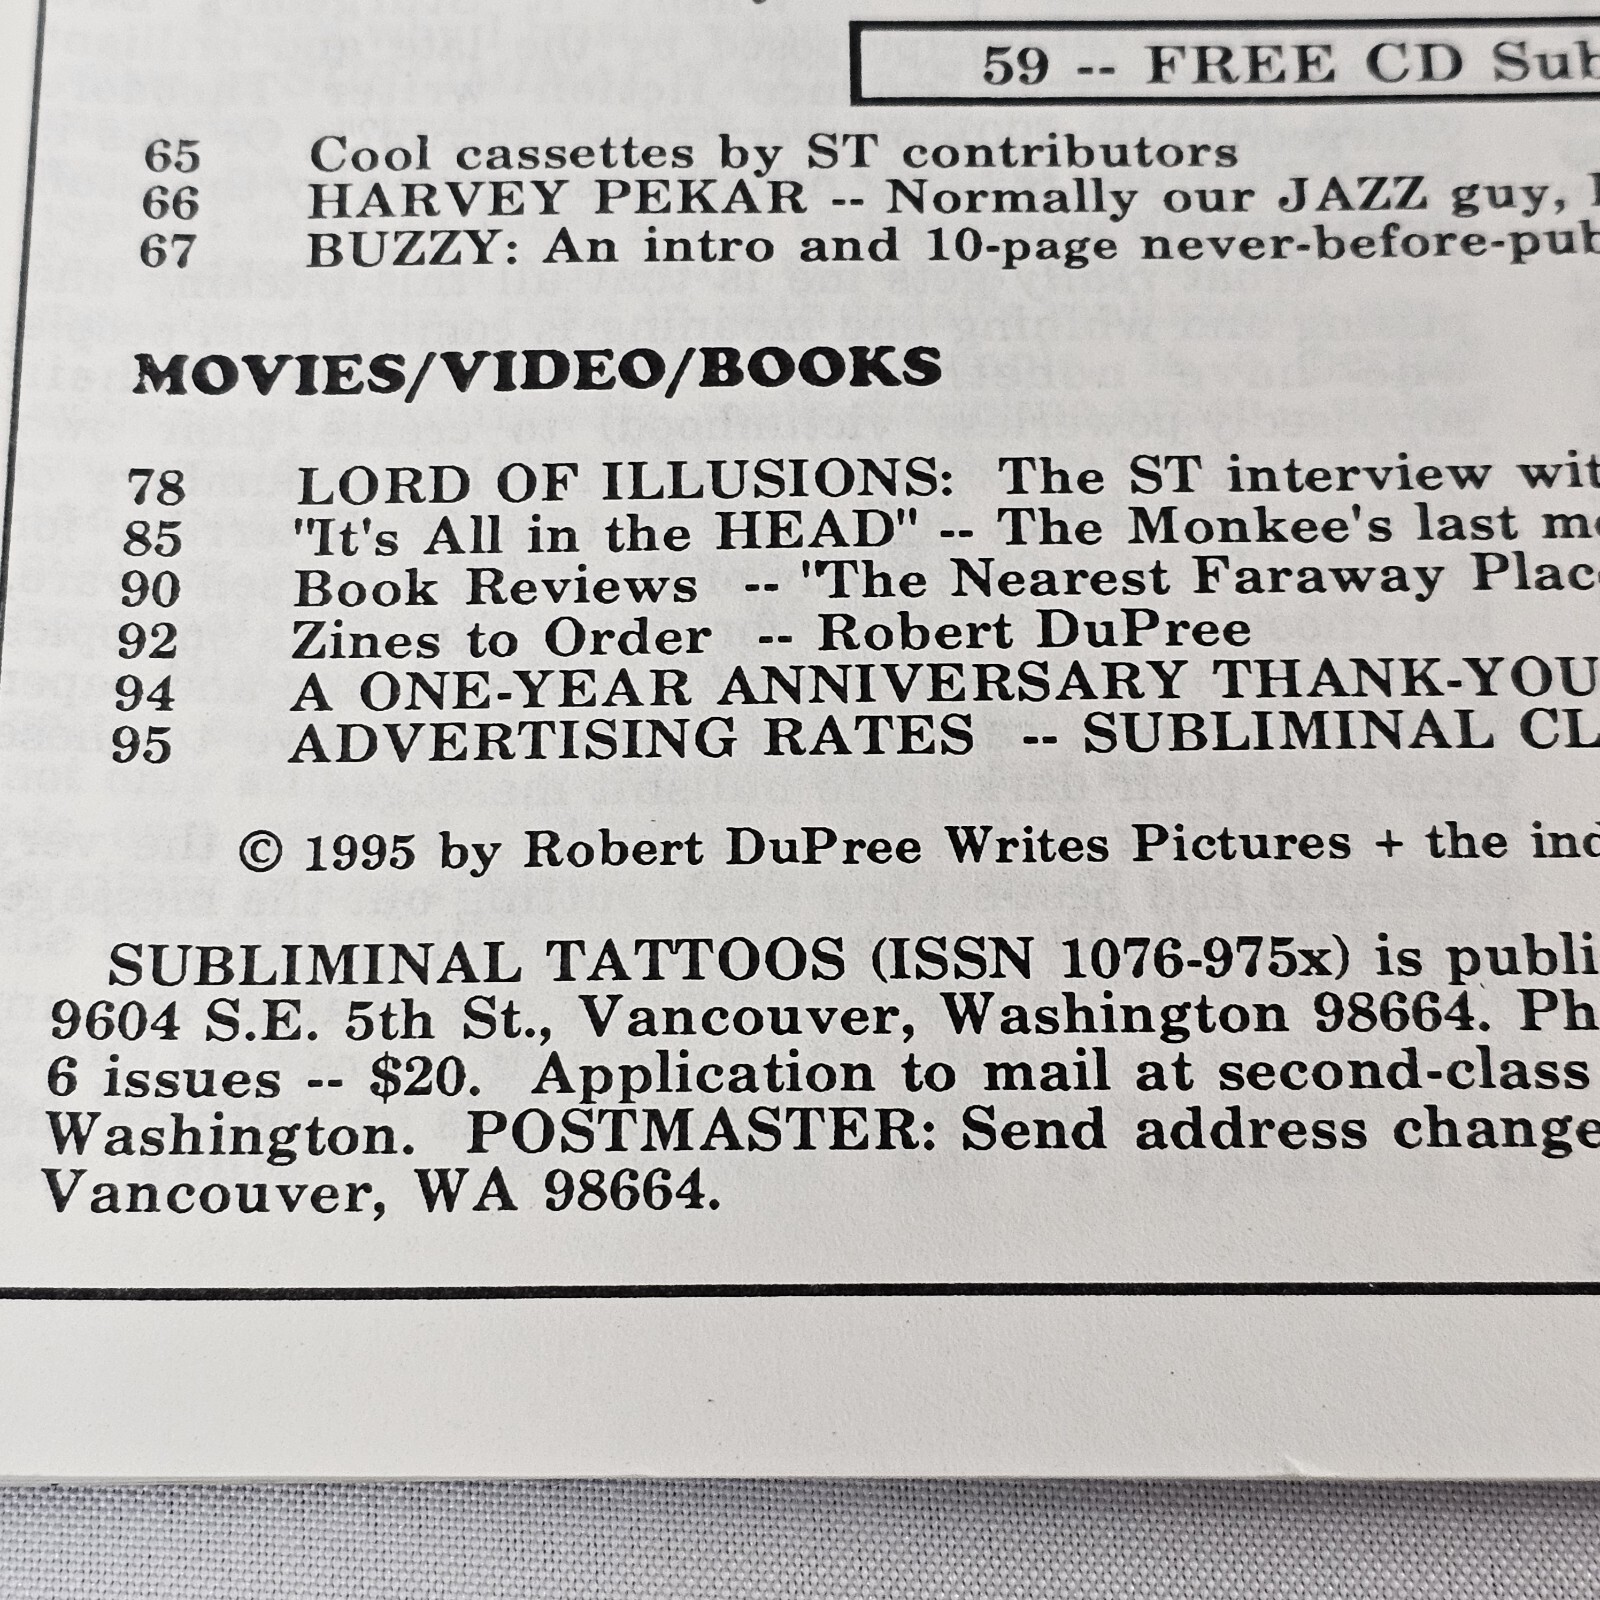 59 -- FREE CD Sub
65 Cool cassettes by ST contributors
66 HARVEY PEKAR -- Normally our JAZZ guy,
67 BUZZY: An intro and 10-page never-before-pub
MOVIES/VIDEO/BOOKS
78 LORD OF ILLUSIONS: The ST interview wit
85 "It's All in the HEAD" -- The Monkee's last m
90 Book Reviews -- 'The Nearest Faraway Plac
92 Zines to Order -- Robert DuPree
94 A ONE-YEAR ANNIVERSARY THANK-YOU
95 ADVERTISING RATES -- SUBLIMINAL CL
© 1995 by Robert DuPree Writes Pictures + the ind
SUBLIMINAL TATTOOS (ISSN 1076-975x) is publi
9604 S.E. 5th St., Vancouver, Washington 98664. Ph
6 issues -- $20. Application to mail at second-class
Washington. POSTMASTER: Send address change
Vancouver, WA 98664.